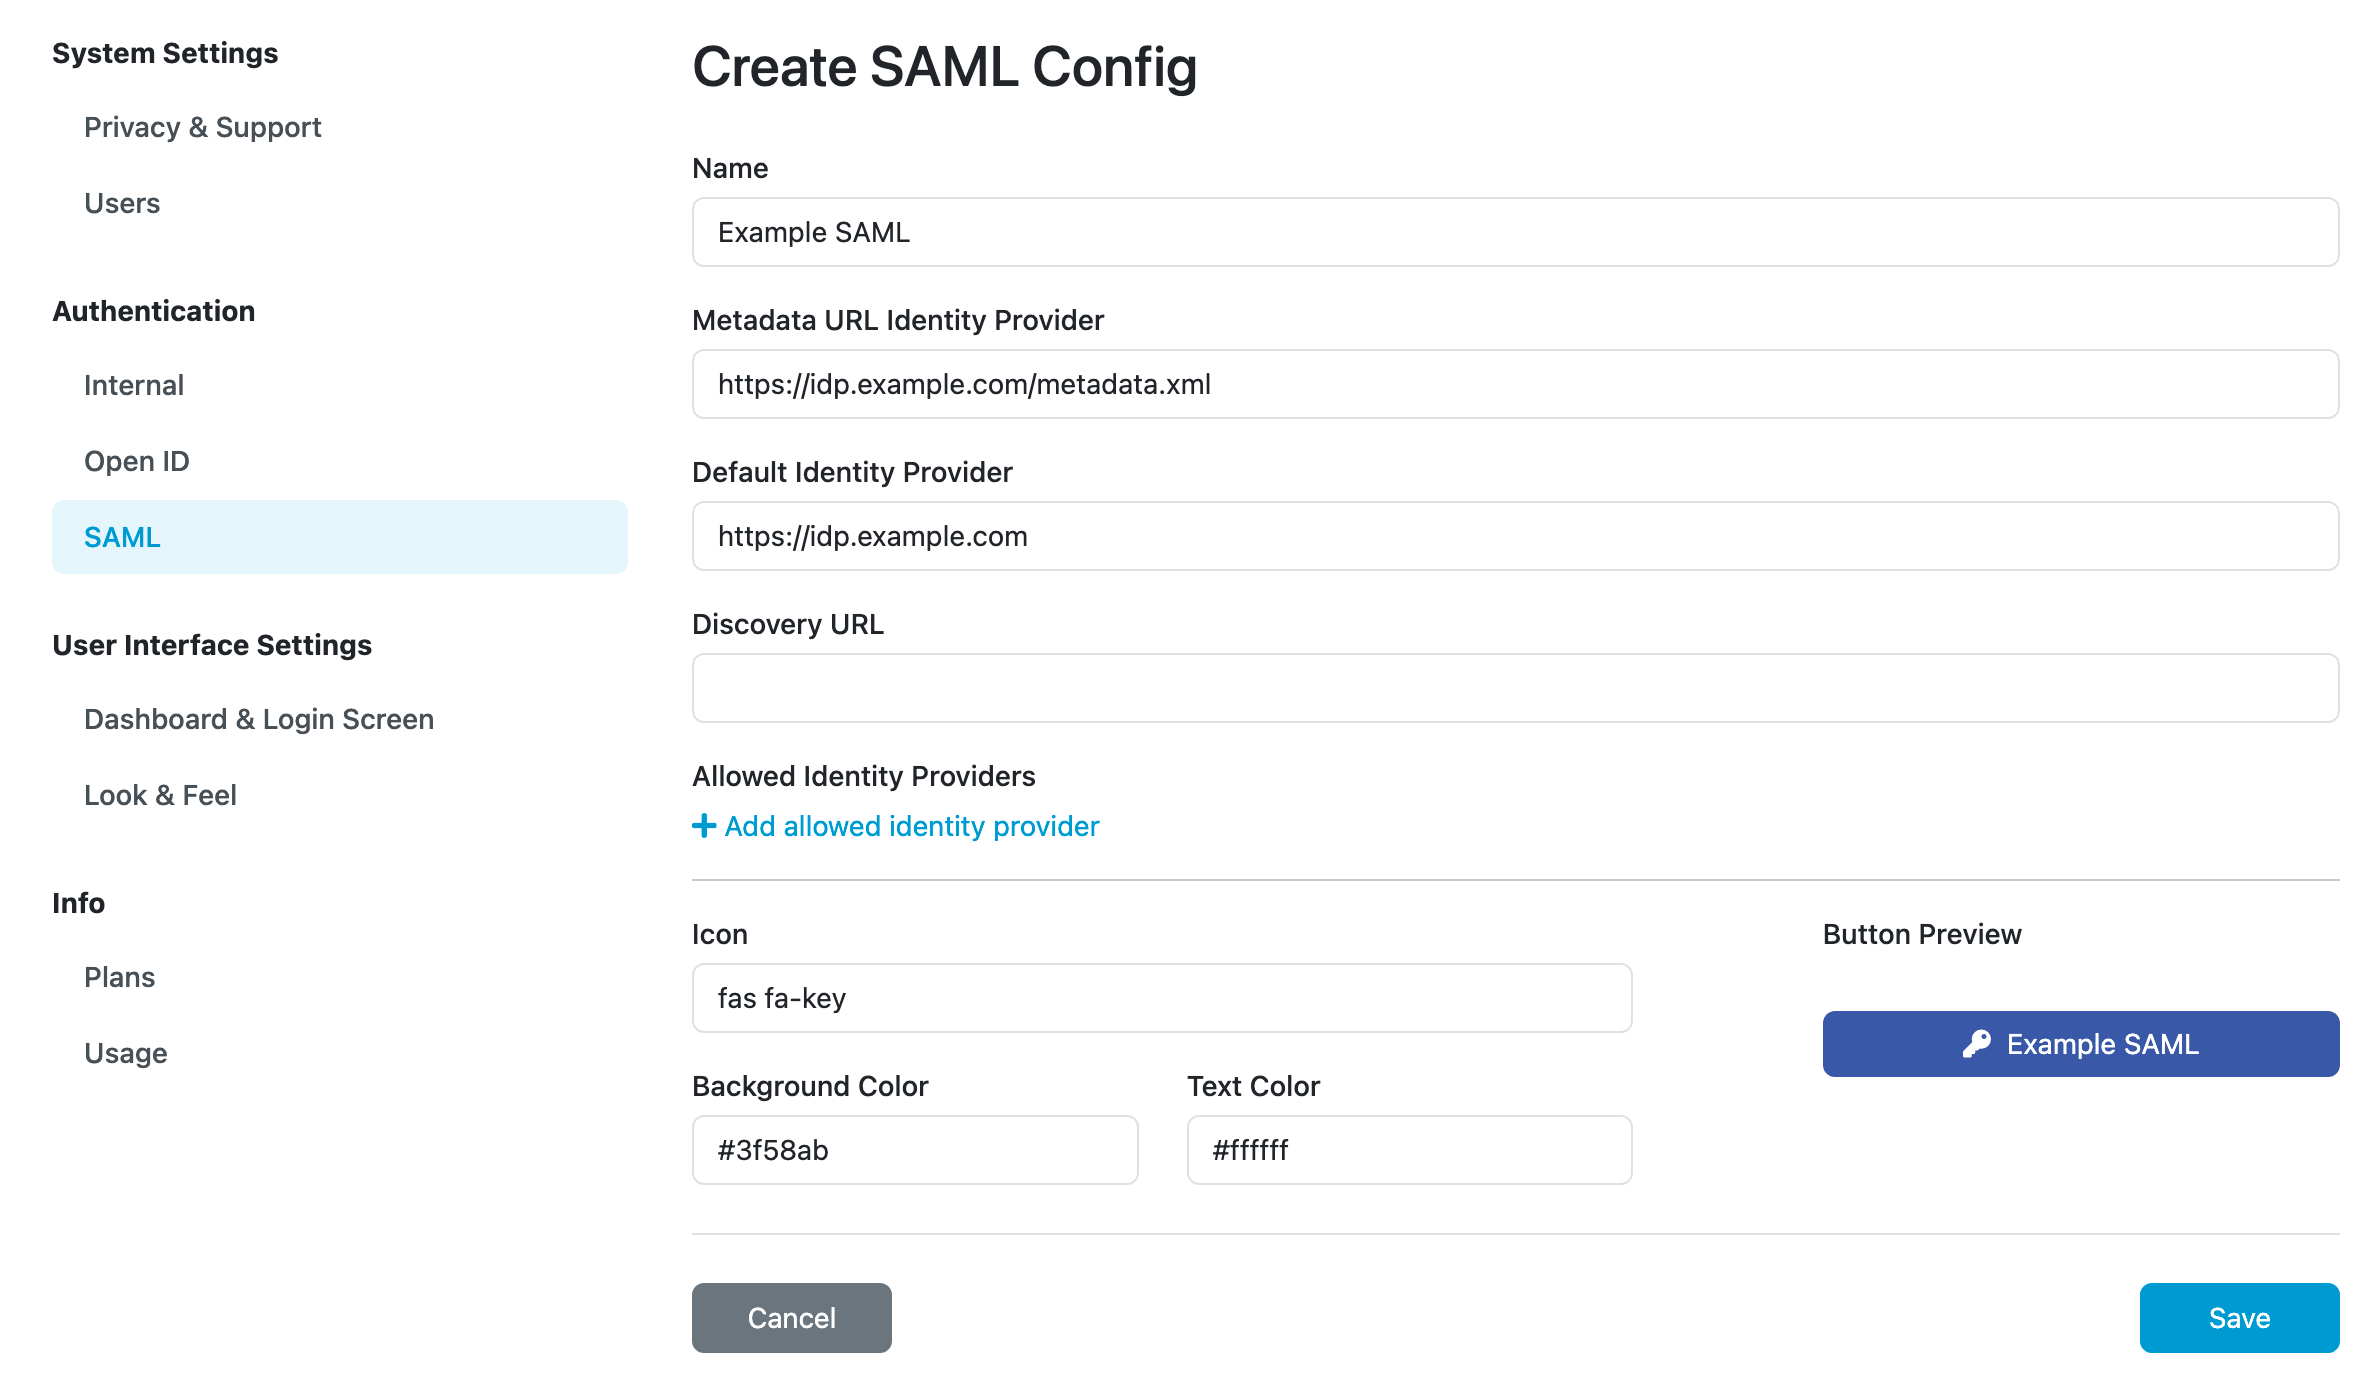 System Settings
Privacy & Support
Users
Authentication
Internal
Open ID
SAML
User Interface Settings
Dashboard & Login Screen
Look & Feel
Info
Plans
Usage
Create SAML Config
Name
Example SAML
Metadata URL Identity Provider
https://idp.example.com/metadata.xml
Default Identity Provider
https://idp.example.com
Discovery URL
Allowed Identity Providers
Add allowed identity provider
Icon
fas fa-key
Button Preview
Example SAML
Background Color
#3f58ab
Text Color
#ffffff
Cancel
Save